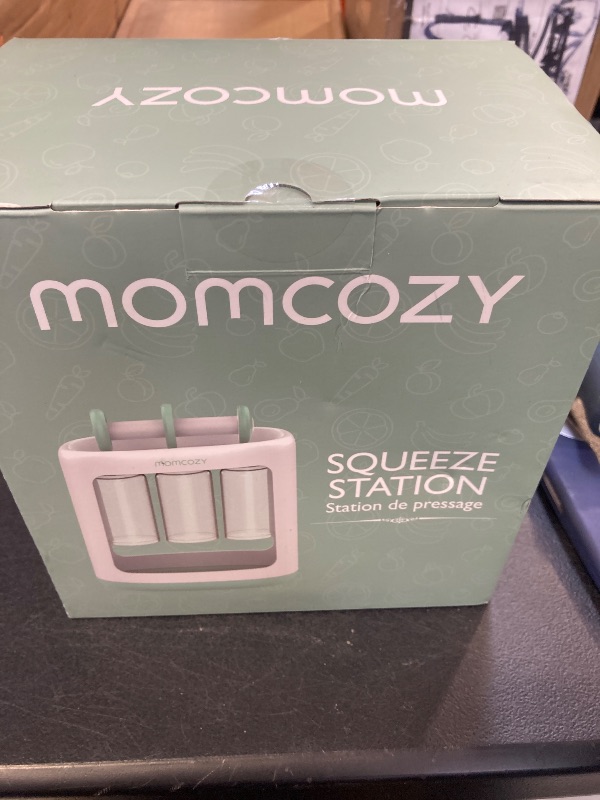 momcozy
momcozy
momcozy
SQUEEZE
STATION
Station de pressage